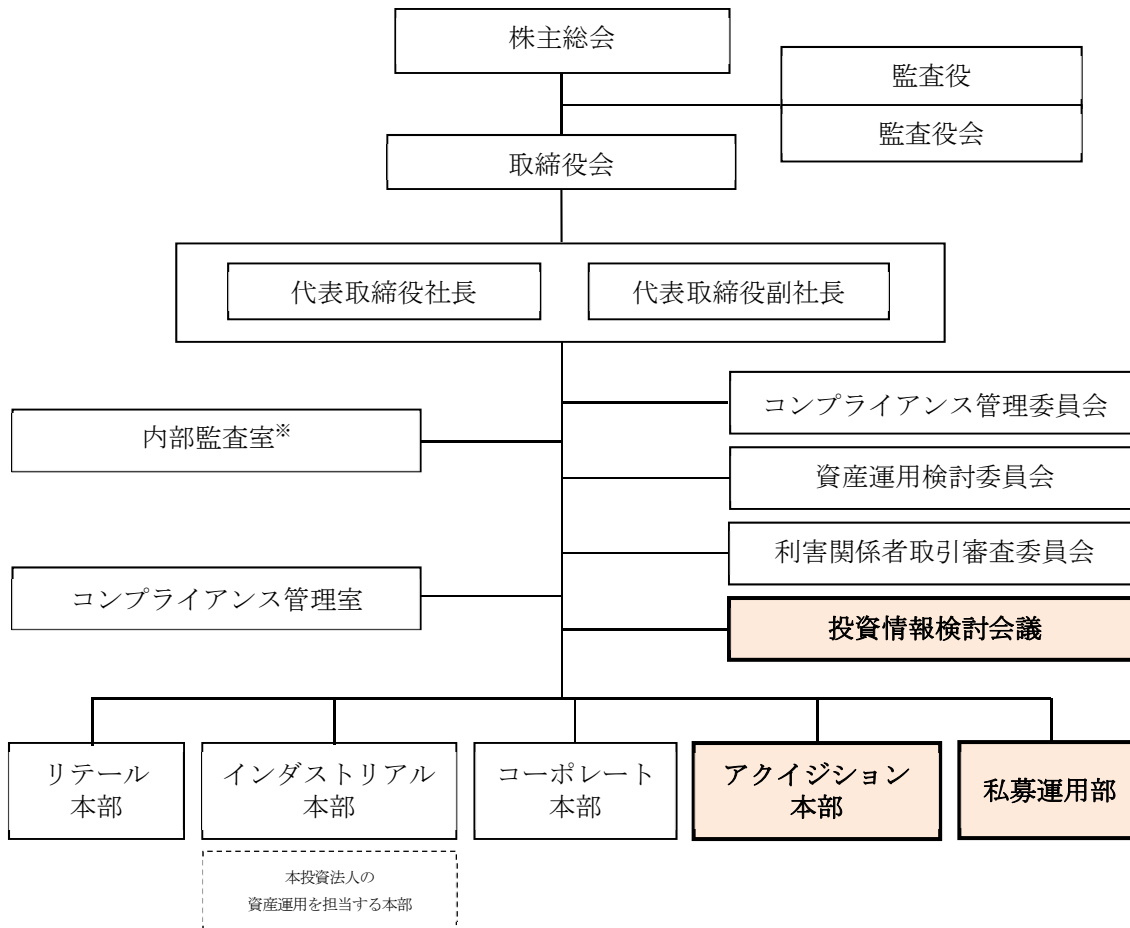 株主総会
監査役
監査役会
取締役会
代表取締役社長
代表取締役副社長
コンプライアンス管理委員会
内部監査室※
資産運用検討委員会
利害関係者取引審査委員会
コンプライアンス管理室
投資情報検討会議
リテール
本部
インダストリアル
本部
コーポレート
本部
アクイジション
本部
私募運用部
本投資法人の
資産運用を担当する本部